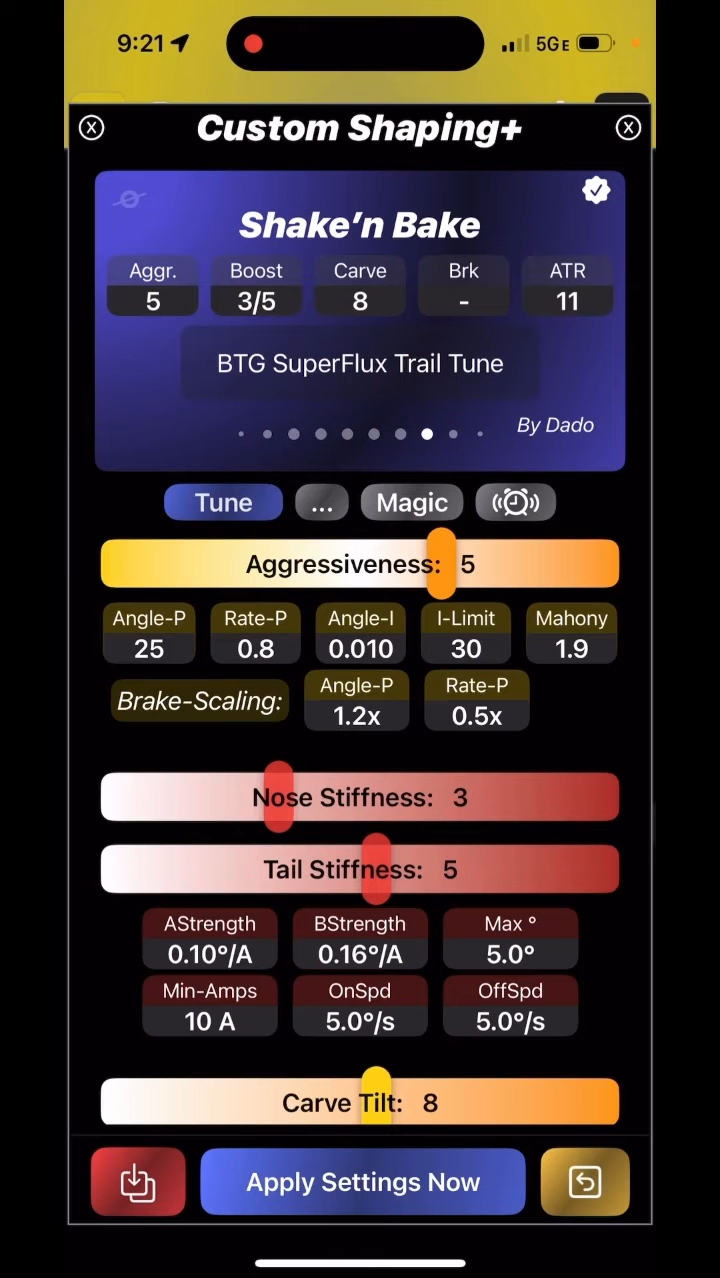 9:21 5GE
Custom Shaping+
Shake'n Bake
Aggr. Boost Carve Brk ATR
5 3/5 8 - 11
BTG SuperFlux Trail Tune
By Dado
Tune ... Magic
Aggressiveness: 5
Angle-P Rate-P Angle-I I-Limit Mahony
25 0.8 0.010 30 1.9
Brake-Scaling: Angle-P Rate-P
1.2x 0.5x
Nose Stiffness: 3
Tail Stiffness: 5
AStrength BStrength Max °
0.10°/A 0.16°/A 5.0°
Min-Amps OnSpd OffSpd
10 A 5.0°/s 5.0°/s
Carve Tilt: 8
Apply Settings Now